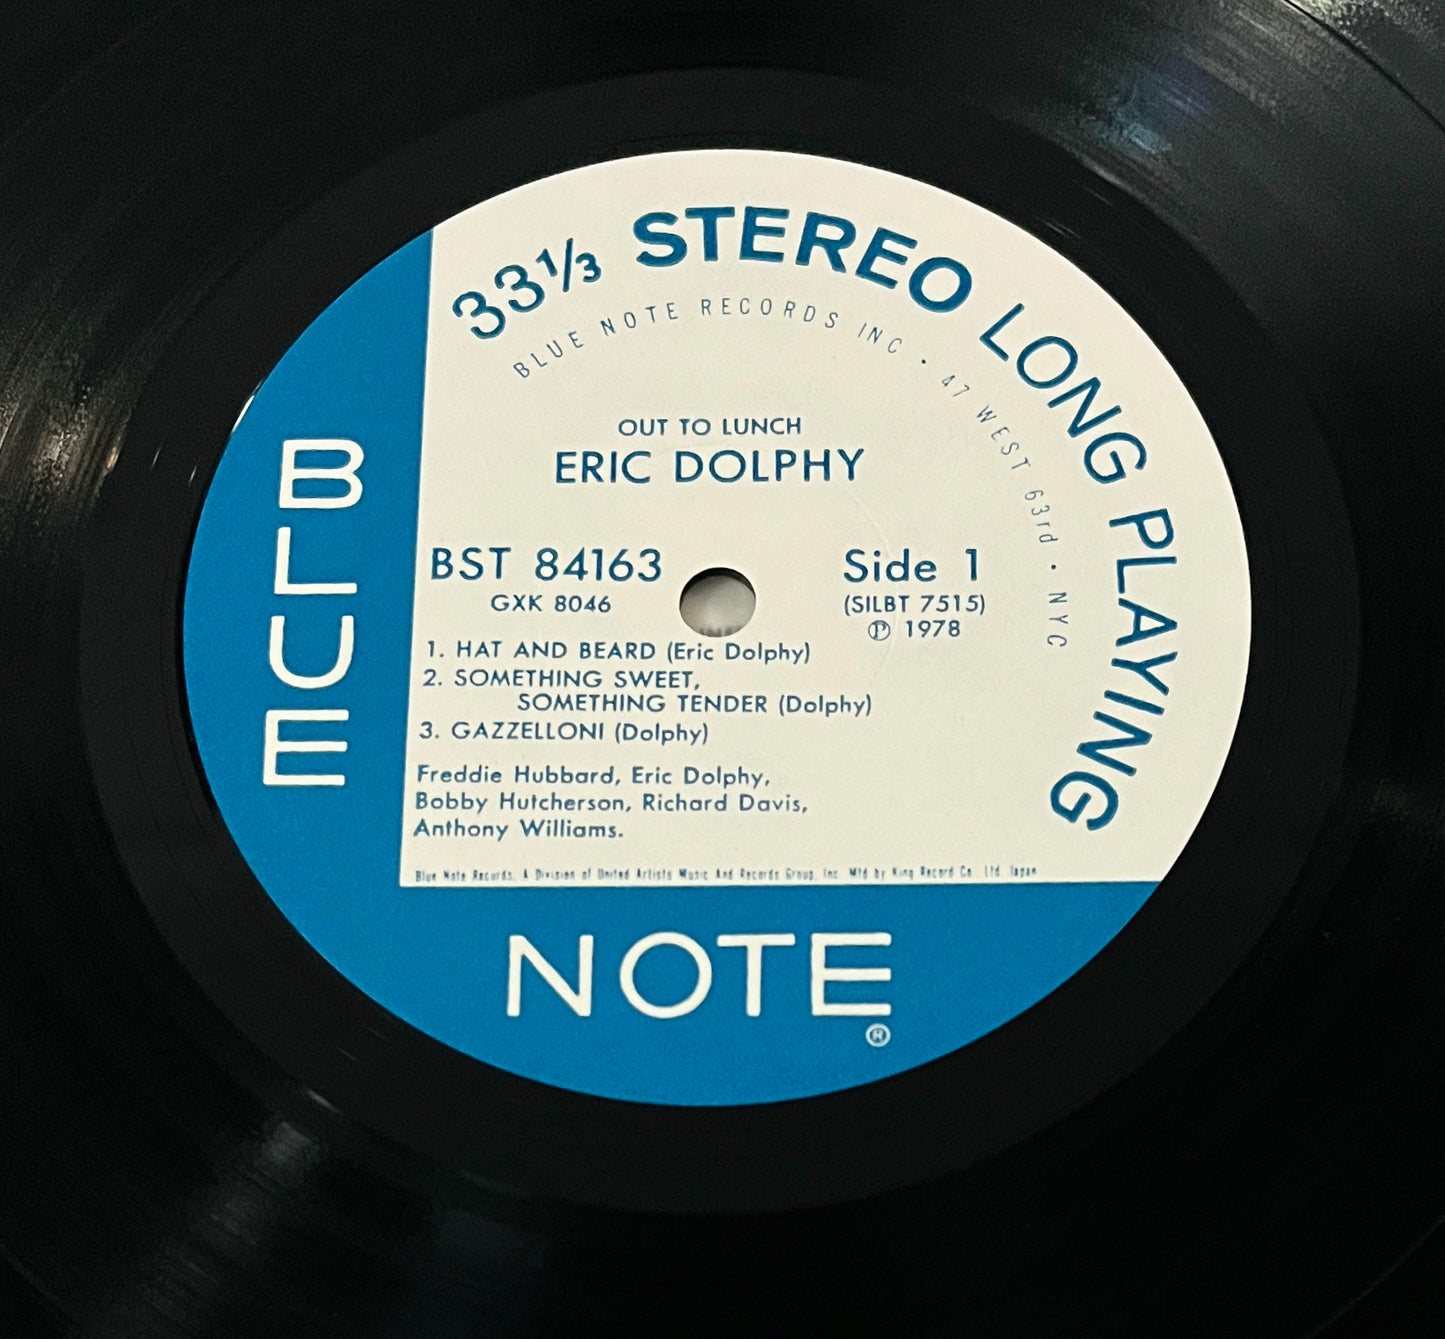 33 1/3 STEREO LONG PLAYING
BLUE NOTE RECORDS INC · 47 WEST 63rd · NYC
OUT TO LUNCH
ERIC DOLPHY
BST 84163
Side 1
GXK 8046
(SILBT 7515)
℗ 1978
1. HAT AND BEARD (Eric Dolphy)
2. SOMETHING SWEET,
SOMETHING TENDER (Dolphy)
3. GAZZELLONI (Dolphy)
Freddie Hubbard, Eric Dolphy,
Bobby Hutcherson, Richard Davis,
Anthony Williams.
Blue Note Records, A Division of United Artists Music And Records Group, Inc. Mfd by King Record Co. Ltd. Japan
BLUE
NOTE
®